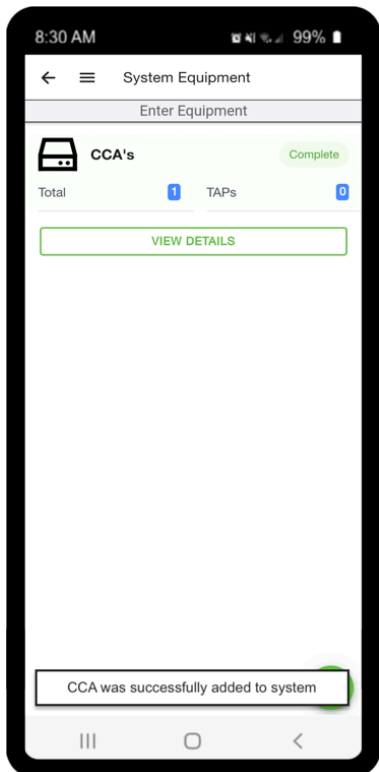 8:30 AM 99%
System Equipment
Enter Equipment
CCA's Complete
Total 1 TAPs 0
VIEW DETAILS
CCA was successfully added to system